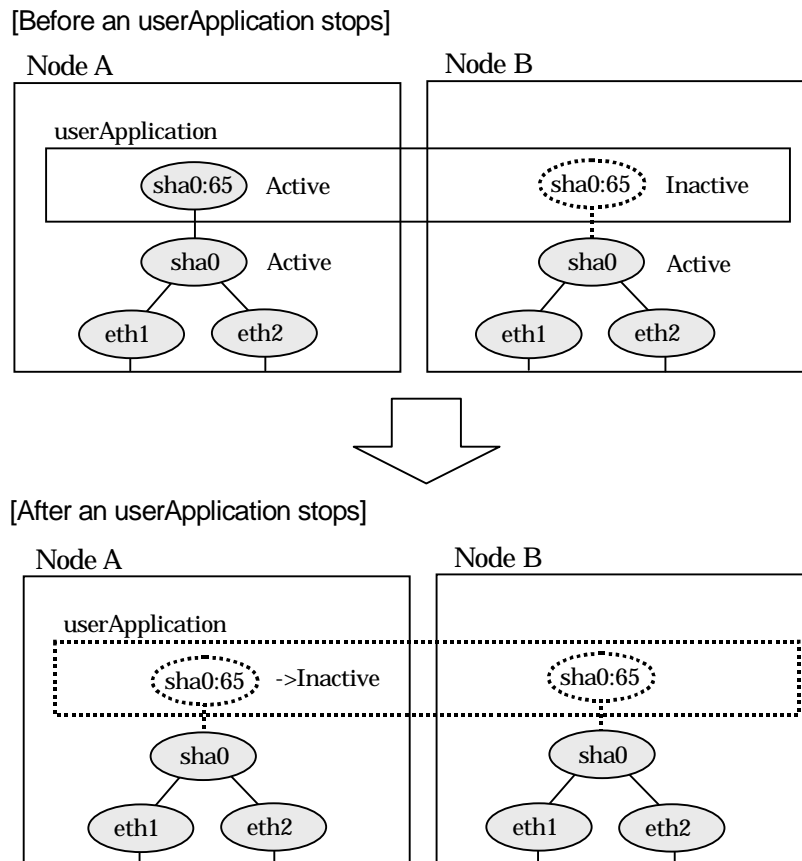 [Before an userApplication stops]
Node A
Node B
userApplication
sha0:65 Active
sha0:65 Inactive
sha0 Active
sha0 Active
eth1 eth2
eth1 eth2
[After an userApplication stops]
Node A
Node B
userApplication
sha0:65 ->Inactive
sha0:65
sha0
sha0
eth1 eth2
eth1 eth2